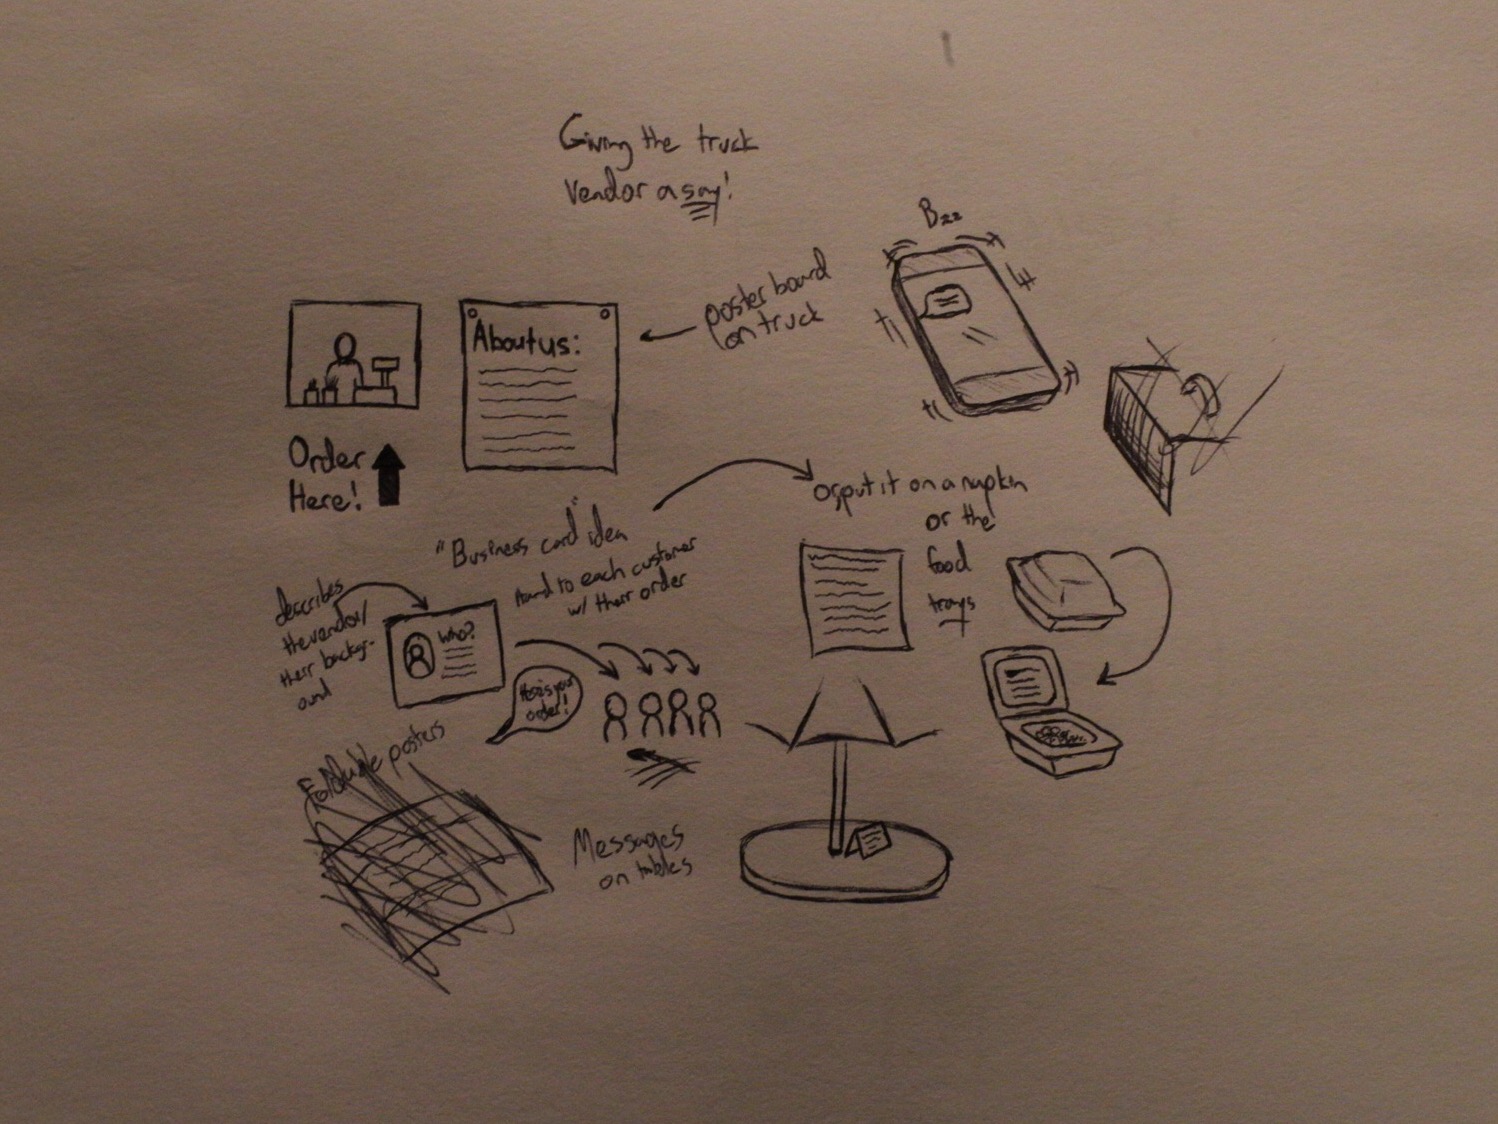 Giving the truck
vendor a say!
Bzz
poster board
on truck
About us:
Order
Here!
"Business card" idea
Hand to each customer
w/ their order
Or, put it on a napkin
or the
food
trays
describes
the vendor/
their backgr-
ound
Who?
Here's your
order!
Foldable posters
Messages
on tables